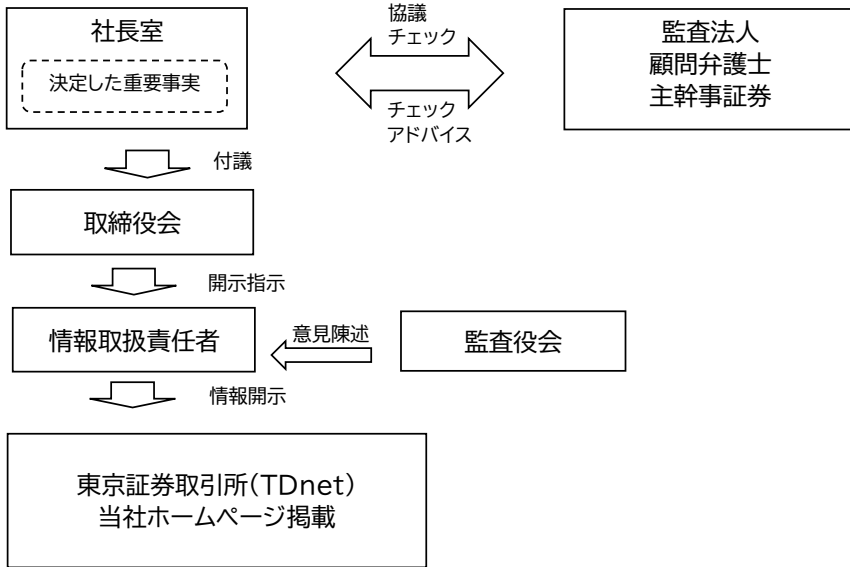 社長室
決定した重要事実
協議
チェック
チェック
アドバイス
監査法人
顧問弁護士
主幹事証券
付議
取締役会
開示指示
情報取扱責任者
意見陳述
監査役会
情報開示
東京証券取引所(TDnet)
当社ホームページ掲載